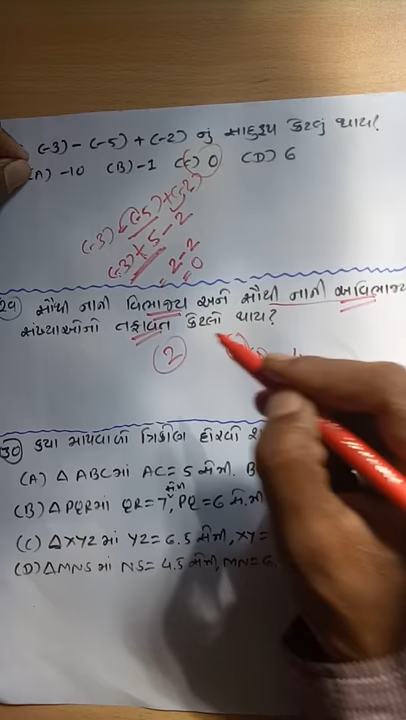 (-3) - (-5) + (-2) નું સાદુરૂપ કેટલું થાય?
(A) -10 (B) -1 (C) 0 (D) 6
(-3) - (-5) + (-2)
(-3) + 5 - 2
= 2 - 2
= 0
29 સૌથી નાની વિભાજ્ય અને સૌથી નાની અવિભાજ્ય
સંખ્યાઓનો તફાવત કેટલો થાય?
2
30 કયા માપવાળો ત્રિકોણ દોરવો
(A) △ ABCમાં AC = 5 સેમી. B
(B) △ PQRમાં QR = 7 સેમી, PQ = 6 સે.મી
(C) △XYZ માં YZ = 6.5 સેમી, XY =
(D) △MNS માં NS = 4.5 સેમી, MN = 6.